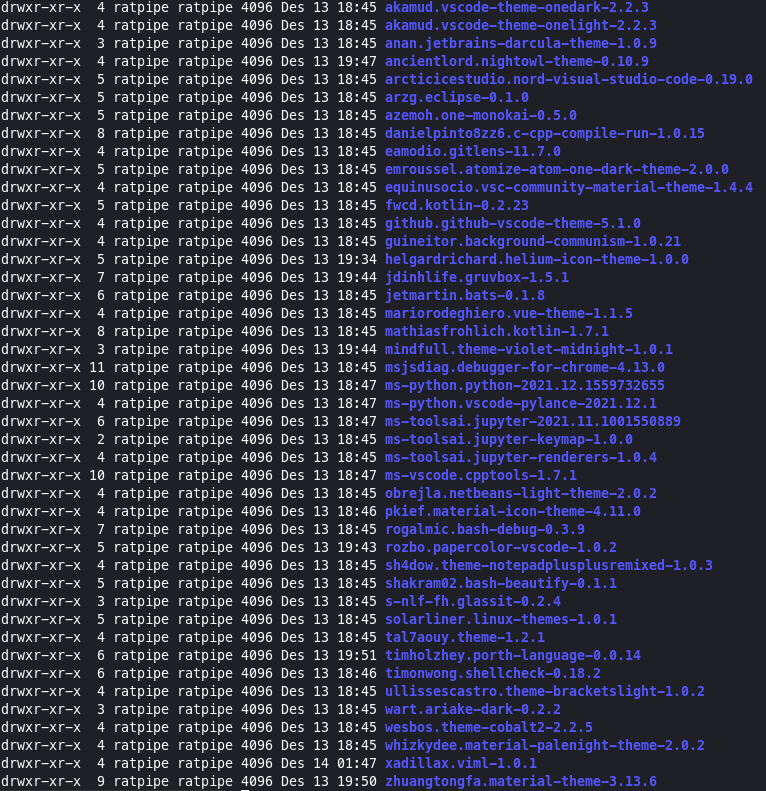 drwxr-xr-x  4 ratpipe ratpipe 4096 Des 13 18:45 akamud.vscode-theme-onedark-2.2.3
drwxr-xr-x  4 ratpipe ratpipe 4096 Des 13 18:45 akamud.vscode-theme-onelight-2.2.3
drwxr-xr-x  3 ratpipe ratpipe 4096 Des 13 18:45 anan.jetbrains-darcula-theme-1.0.9
drwxr-xr-x  4 ratpipe ratpipe 4096 Des 13 19:47 ancientlord.nightowl-theme-0.10.9
drwxr-xr-x  5 ratpipe ratpipe 4096 Des 13 18:45 arcticicestudio.nord-visual-studio-code-0.19.0
drwxr-xr-x  5 ratpipe ratpipe 4096 Des 13 18:45 arzg.eclipse-0.1.0
drwxr-xr-x  5 ratpipe ratpipe 4096 Des 13 18:45 azemoh.one-monokai-0.5.0
drwxr-xr-x  8 ratpipe ratpipe 4096 Des 13 18:45 danielpinto8zz6.c-cpp-compile-run-1.0.15
drwxr-xr-x  4 ratpipe ratpipe 4096 Des 13 18:45 eamodio.gitlens-11.7.0
drwxr-xr-x  5 ratpipe ratpipe 4096 Des 13 18:45 emroussel.atomize-atom-one-dark-theme-2.0.0
drwxr-xr-x  4 ratpipe ratpipe 4096 Des 13 18:45 equinusocio.vsc-community-material-theme-1.4.4
drwxr-xr-x  5 ratpipe ratpipe 4096 Des 13 18:45 fwcd.kotlin-0.2.23
drwxr-xr-x  4 ratpipe ratpipe 4096 Des 13 18:45 github.github-vscode-theme-5.1.0
drwxr-xr-x  4 ratpipe ratpipe 4096 Des 13 18:45 guineitor.background-communism-1.0.21
drwxr-xr-x  5 ratpipe ratpipe 4096 Des 13 19:34 helgardrichard.helium-icon-theme-1.0.0
drwxr-xr-x  7 ratpipe ratpipe 4096 Des 13 19:44 jdinhlife.gruvbox-1.5.1
drwxr-xr-x  6 ratpipe ratpipe 4096 Des 13 18:45 jetmartin.bats-0.1.8
drwxr-xr-x  4 ratpipe ratpipe 4096 Des 13 18:45 mariorodeghiero.vue-theme-1.1.5
drwxr-xr-x  8 ratpipe ratpipe 4096 Des 13 18:45 mathiasfrohlich.kotlin-1.7.1
drwxr-xr-x  3 ratpipe ratpipe 4096 Des 13 19:44 mindfull.theme-violet-midnight-1.0.1
drwxr-xr-x 11 ratpipe ratpipe 4096 Des 13 18:45 msjsdiag.debugger-for-chrome-4.13.0
drwxr-xr-x 10 ratpipe ratpipe 4096 Des 13 18:47 ms-python.python-2021.12.1559732655
drwxr-xr-x  4 ratpipe ratpipe 4096 Des 13 18:47 ms-python.vscode-pylance-2021.12.1
drwxr-xr-x  6 ratpipe ratpipe 4096 Des 13 18:47 ms-toolsai.jupyter-2021.11.1001550889
drwxr-xr-x  2 ratpipe ratpipe 4096 Des 13 18:45 ms-toolsai.jupyter-keymap-1.0.0
drwxr-xr-x  4 ratpipe ratpipe 4096 Des 13 18:45 ms-toolsai.jupyter-renderers-1.0.4
drwxr-xr-x 10 ratpipe ratpipe 4096 Des 13 18:47 ms-vscode.cpptools-1.7.1
drwxr-xr-x  4 ratpipe ratpipe 4096 Des 13 18:45 obrejla.netbeans-light-theme-2.0.2
drwxr-xr-x  4 ratpipe ratpipe 4096 Des 13 18:46 pkief.material-icon-theme-4.11.0
drwxr-xr-x  7 ratpipe ratpipe 4096 Des 13 18:45 rogalmic.bash-debug-0.3.9
drwxr-xr-x  5 ratpipe ratpipe 4096 Des 13 19:43 rozbo.papercolor-vscode-1.0.2
drwxr-xr-x  4 ratpipe ratpipe 4096 Des 13 18:45 sh4dow.theme-notepadplusplusremixed-1.0.3
drwxr-xr-x  5 ratpipe ratpipe 4096 Des 13 18:45 shakram02.bash-beautify-0.1.1
drwxr-xr-x  3 ratpipe ratpipe 4096 Des 13 18:45 s-nlf-fh.glassit-0.2.4
drwxr-xr-x  5 ratpipe ratpipe 4096 Des 13 18:45 solarliner.linux-themes-1.0.1
drwxr-xr-x  4 ratpipe ratpipe 4096 Des 13 18:45 tal7aouy.theme-1.2.1
drwxr-xr-x  6 ratpipe ratpipe 4096 Des 13 19:51 timholzhey.porth-language-0.0.14
drwxr-xr-x  6 ratpipe ratpipe 4096 Des 13 18:46 timonwong.shellcheck-0.18.2
drwxr-xr-x  4 ratpipe ratpipe 4096 Des 13 18:45 ullissescastro.theme-bracketslight-1.0.2
drwxr-xr-x  3 ratpipe ratpipe 4096 Des 13 18:45 wart.ariake-dark-0.2.2
drwxr-xr-x  4 ratpipe ratpipe 4096 Des 13 18:45 wesbos.theme-cobalt2-2.2.5
drwxr-xr-x  4 ratpipe ratpipe 4096 Des 13 18:45 whizkydee.material-palenight-theme-2.0.2
drwxr-xr-x  4 ratpipe ratpipe 4096 Des 14 01:47 xadillax.viml-1.0.1
drwxr-xr-x  9 ratpipe ratpipe 4096 Des 13 19:50 zhuangtongfa.material-theme-3.13.6